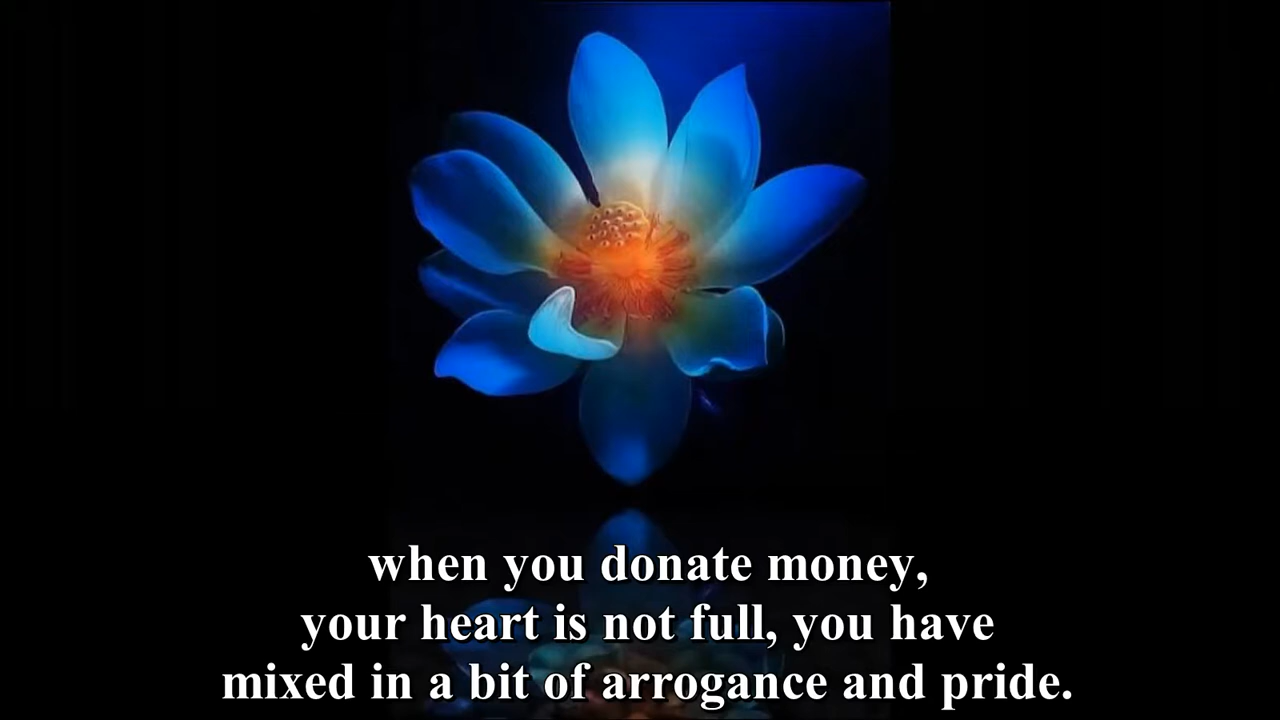 when you donate money,
your heart is not full, you have
mixed in a bit of arrogance and pride.